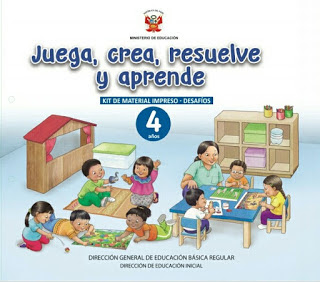 MINISTERIO DE EDUCACIÓN
Juega, crea, resuelve
y aprende
KIT DE MATERIAL IMPRESO - DESAFÍOS
4
años
DIRECCIÓN GENERAL DE EDUCACIÓN BÁSICA REGULAR
DIRECCIÓN DE EDUCACIÓN INICIAL